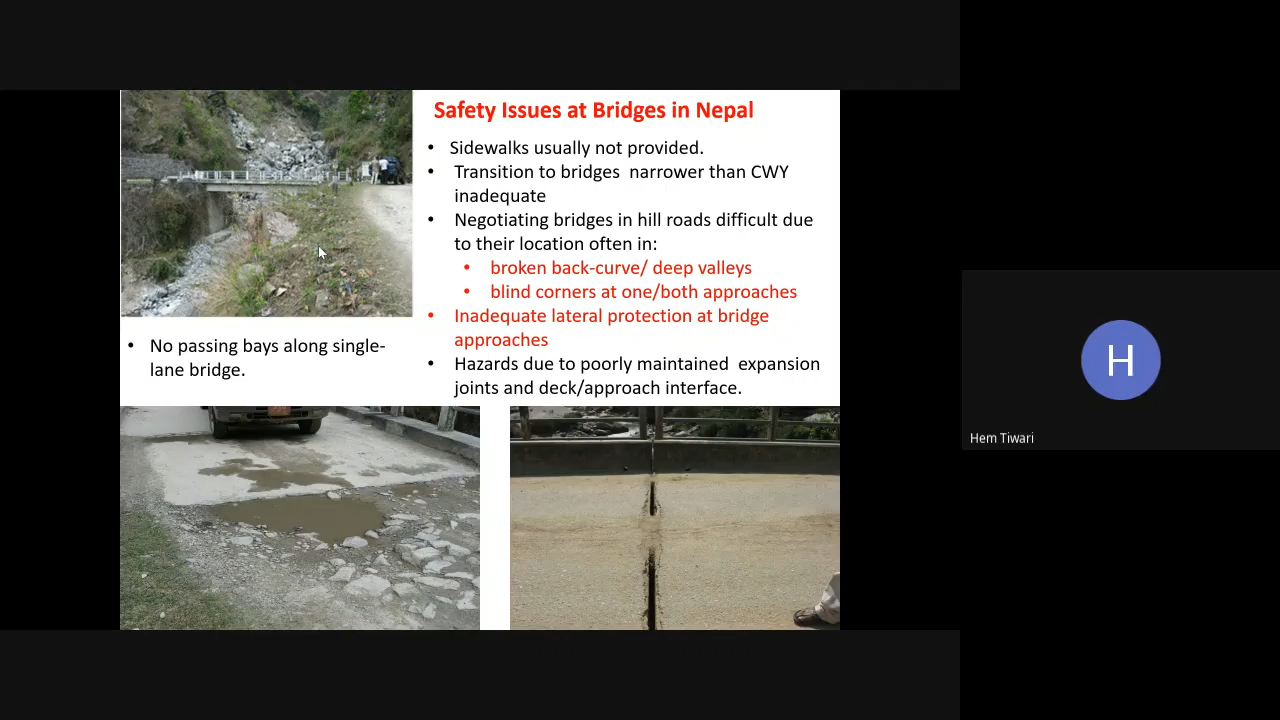 Safety Issues at Bridges in Nepal
• Sidewalks usually not provided.
• Transition to bridges narrower than CWY
inadequate
• Negotiating bridges in hill roads difficult due
to their location often in:
• broken back-curve/ deep valleys
• blind corners at one/both approaches
• Inadequate lateral protection at bridge
approaches
• Hazards due to poorly maintained expansion
joints and deck/approach interface.
• No passing bays along single-
lane bridge.
H
Hem Tiwari